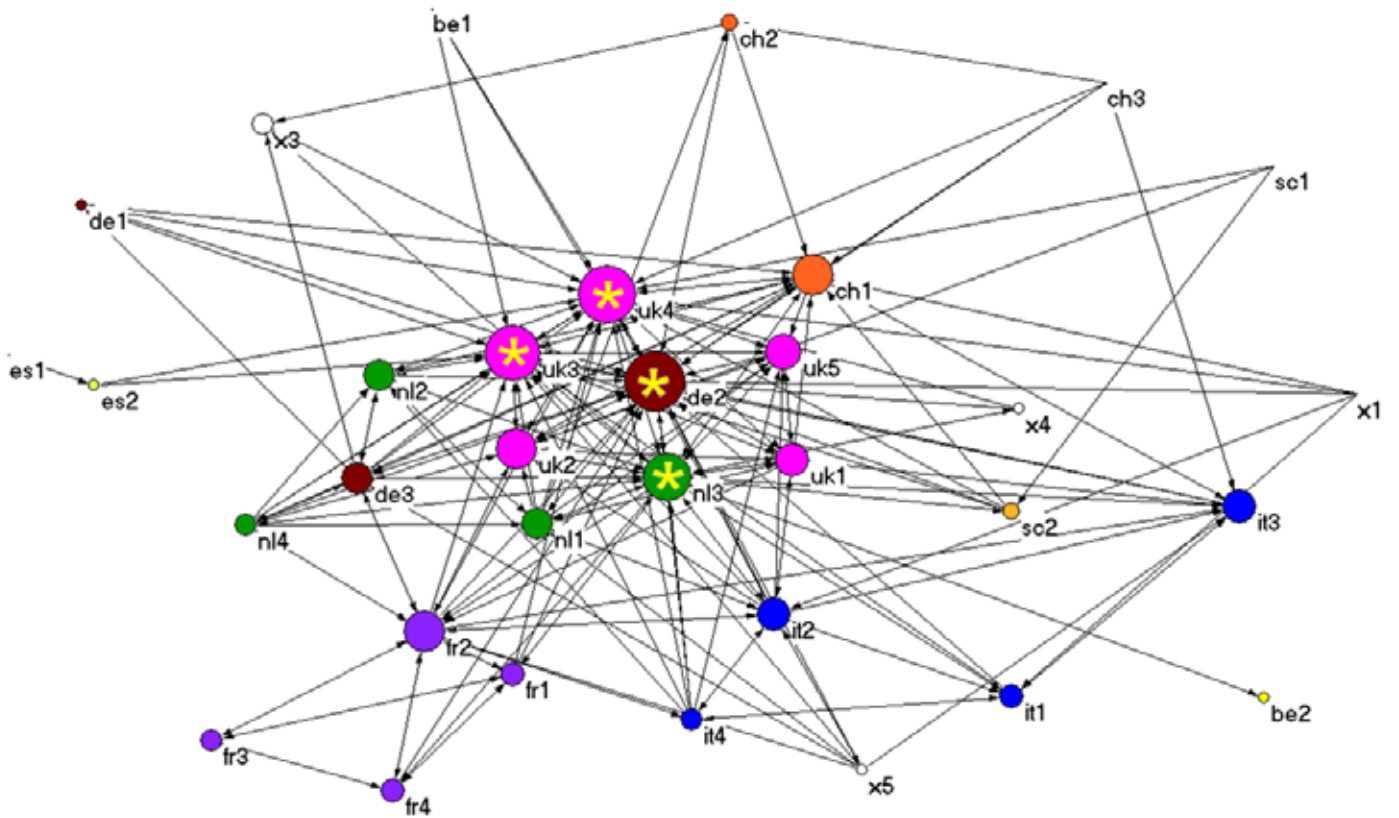 be1
ch2
ch3
x3
sc1
de1
uk4
ch1
uk3
uk5
es1
es2
nl2
de2
x4
x1
uk2
uk1
de3
nl3
sc2
it3
nl4
nl1
it2
fr2
fr1
it1
be2
it4
fr3
x5
fr4